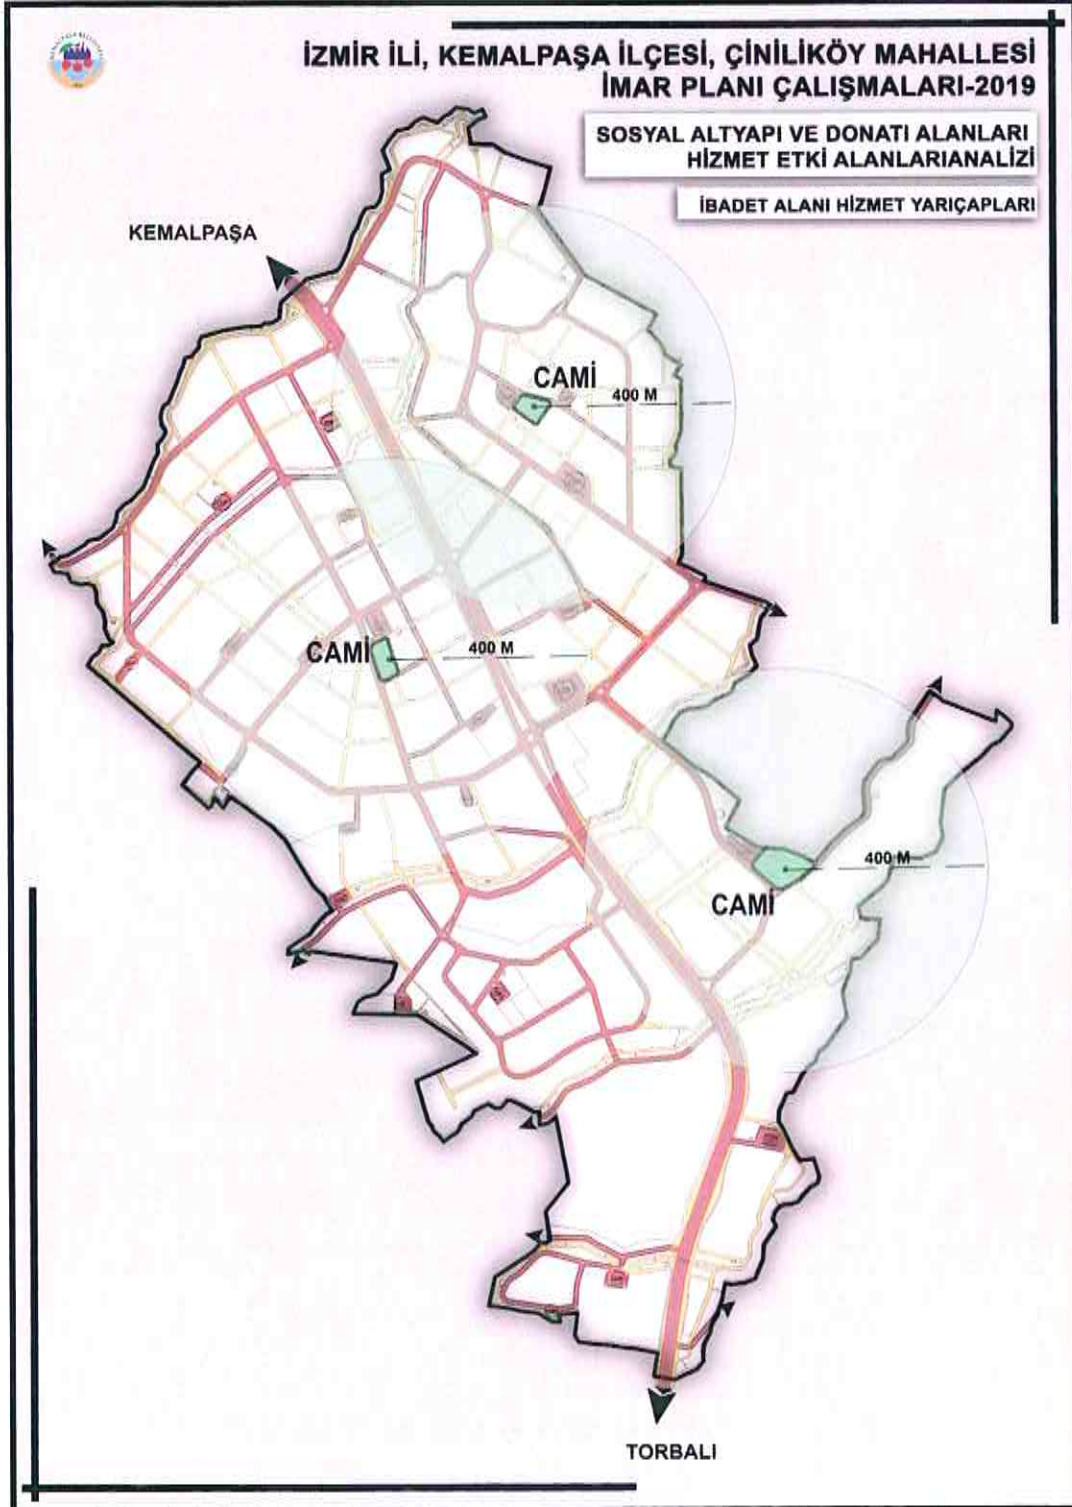 İZMİR İLİ, KEMALPAŞA İLÇESİ, ÇİNİLİKÖY MAHALLESİ
İMAR PLANI ÇALIŞMALARI-2019
SOSYAL ALTYAPI VE DONATI ALANLARI
HİZMET ETKİ ALANLARIANALİZİ
İBADET ALANI HİZMET YARIÇAPLARI
KEMALPAŞA
CAMİ
400 M
CAMİ
400 M
400 M
CAMİ
TORBALI